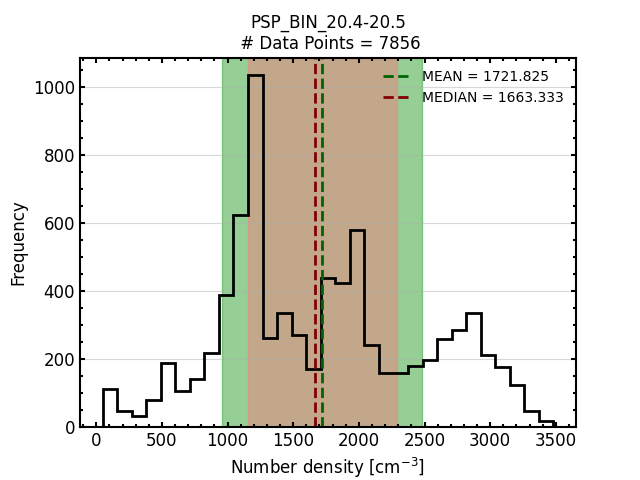 PSP_BIN_20.4-20.5
# Data Points = 7856
MEAN = 1721.825
MEDIAN = 1663.333
Frequency
1000
800
600
400
200
0
0 500 1000 1500 2000 2500 3000 3500
Number density [cm⁻³]